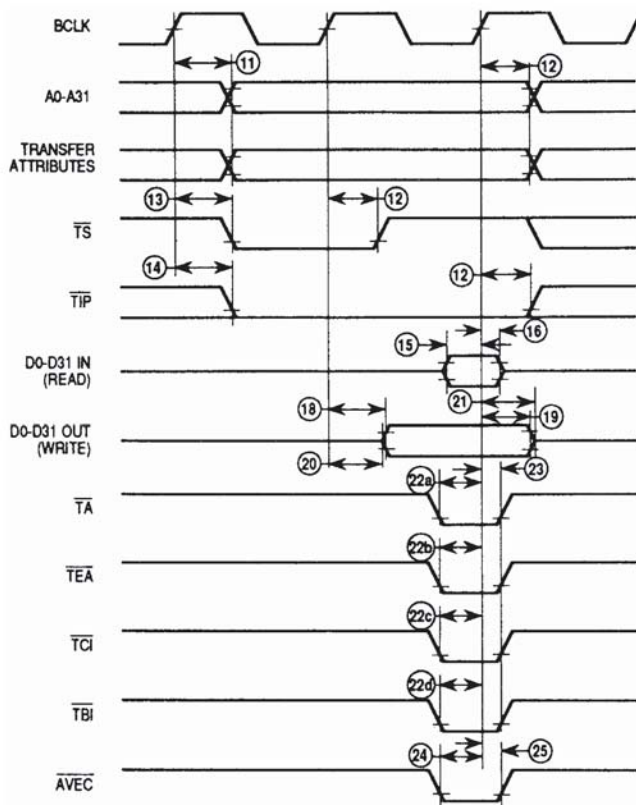 BCLK
11
12
A0-A31
TRANSFER
ATTRIBUTES
13
12
TS
14
12
TIP
15
16
D0-D31 IN
(READ)
21
18
19
D0-D31 OUT
(WRITE)
20
22a
23
TA
22b
TEA
22c
TCI
22d
TBI
24
25
AVEC